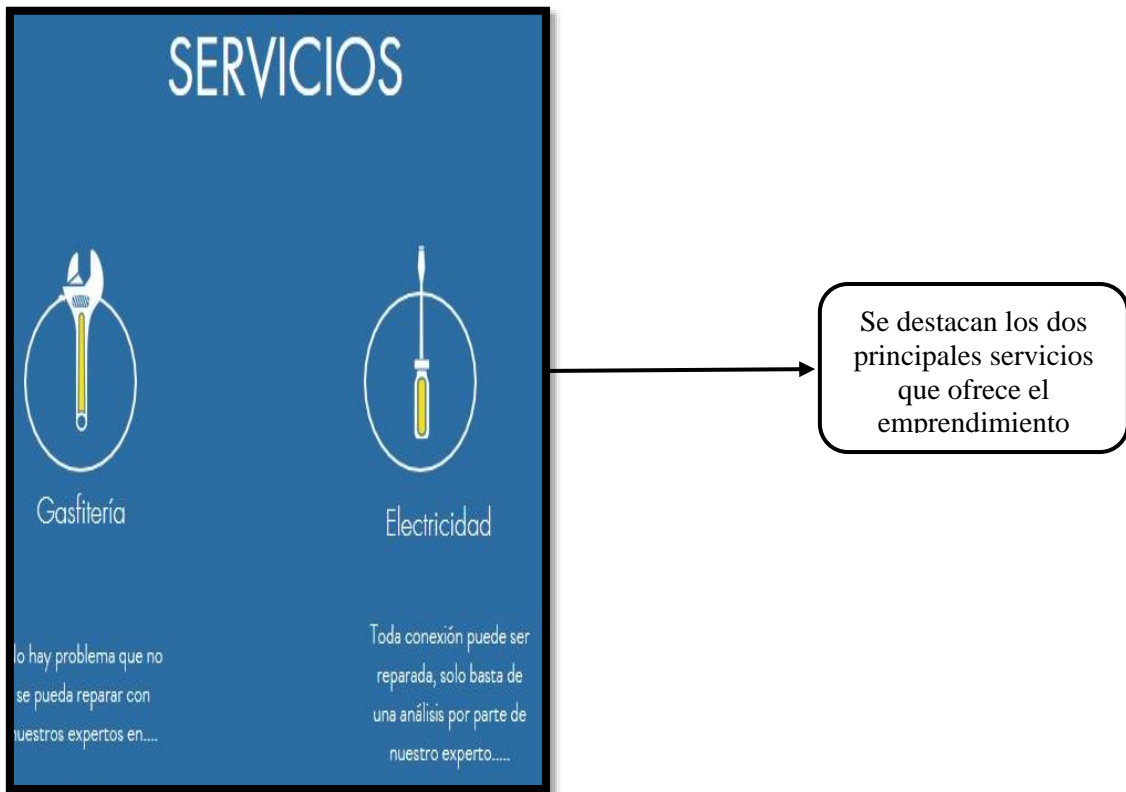 SERVICIOS
Gasfitería
lo hay problema que no
se pueda reparar con
nuestros expertos en....
Electricidad
Toda conexión puede ser
reparada, solo basta de
una análisis por parte de
nuestro experto.....
Se destacan los dos
principales servicios
que ofrece el
emprendimiento